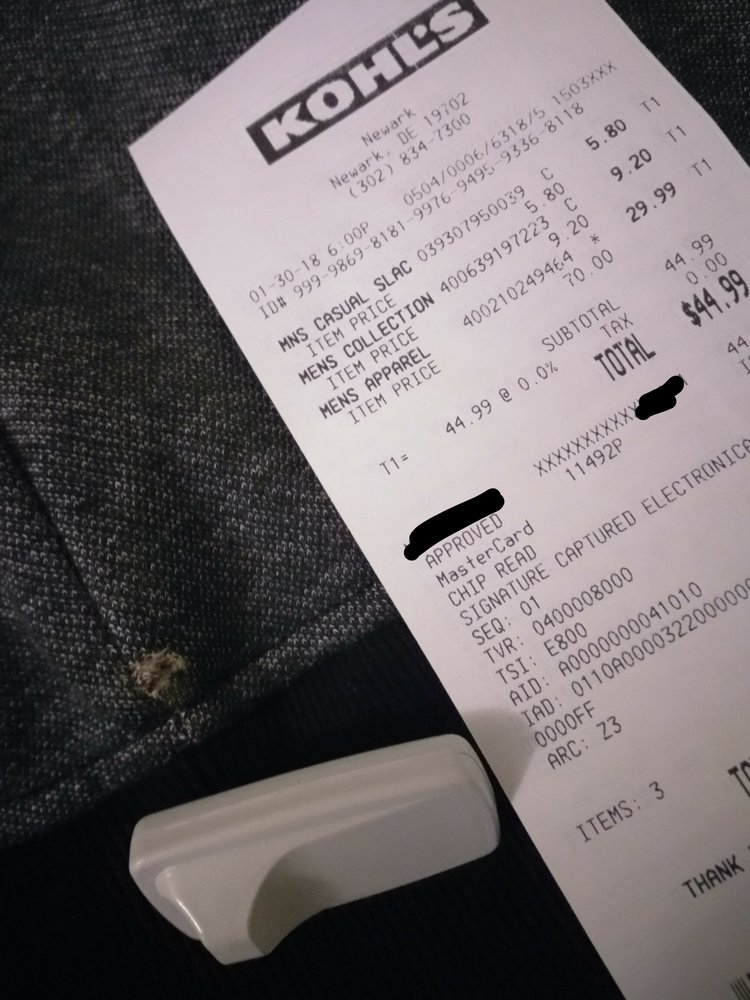 KOHL'S
Newark
Newark, DE 19702
(302) 834-7300
01-30-18 6:00P 0504/0006/6318/5 1503XXX
ID# 999-9869-8181-9976-9495-9336-8118
MNS CASUAL SLAC 039307950039 C 5.80 T1
ITEM PRICE 5.80
MENS COLLECTION 400639197223 C 9.20 T1
ITEM PRICE 9.20
MENS APPAREL 400210249464 * 29.99 T1
ITEM PRICE 70.00
SUBTOTAL 44.99
T1= 44.99 @ 0.0% TAX 0.00
TOTAL $44.99
XXXXXXXXXXX 44.
11492P
APPROVED
MasterCard
CHIP READ
SIGNATURE CAPTURED ELECTRONICA
SEQ: 01
TVR: 0400008000
TSI: E800
AID: A0000000041010
IAD: 0110A00003220000000
0000FF
ARC: Z3
ITEMS: 3 TO
THANK